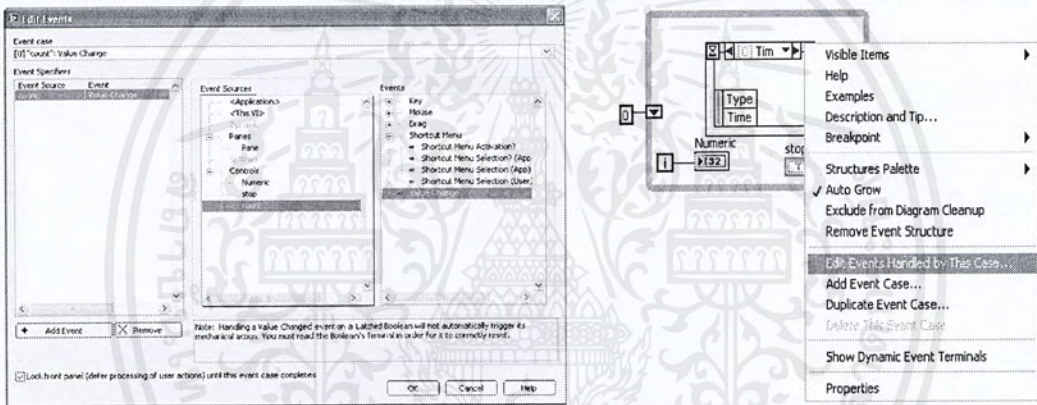 Edit Events
Event case
[0] "count": Value Change
Event Specifiers
Event Source Event
count Value Change
+ Add Event X Remove
Event Sources
<Application>
<This VI>
Dynamic
Panes
Pane
Splitters
Controls
Numeric
stop
count
Events
Key
Mouse
Drag
Shortcut Menu
Shortcut Menu Activation?
Shortcut Menu Selection? (App
Shortcut Menu Selection (App)
Shortcut Menu Selection (User)
Value Change
Note: Handling a Value Changed event on a Latched Boolean will not automatically trigger its
mechanical action. You must read the Boolean's Terminal in order for it to correctly reset.
Lock front panel (defer processing of user actions) until this event case completes
OK Cancel Help
[0] Tim
Type
Time
0
Numeric
stop
i
I32
Visible Items
Help
Examples
Description and Tip...
Breakpoint
Structures Palette
Auto Grow
Exclude from Diagram Cleanup
Remove Event Structure
Edit Events Handled by This Case...
Add Event Case...
Duplicate Event Case...
Delete This Event Case
Show Dynamic Event Terminals
Properties